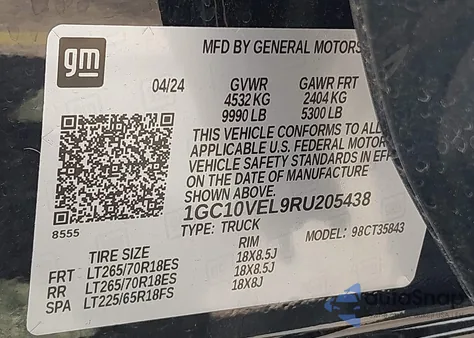 gm
MFD BY GENERAL MOTORS
04/24 GVWR GAWR FRT
4532 KG 2404 KG
9990 LB 5300 LB
THIS VEHICLE CONFORMS TO ALL
APPLICABLE U.S. FEDERAL MOTOR
VEHICLE SAFETY STANDARDS IN EFF
ON THE DATE OF MANUFACTURE
SHOWN ABOVE.
1GC10VEL9RU205438
8555
TYPE: TRUCK MODEL: 98CT35843
TIRE SIZE RIM
FRT LT265/70R18ES 18X8.5J
RR LT265/70R18ES 18X8.5J
SPA LT225/65R18FS 18X8J
AutoSnap